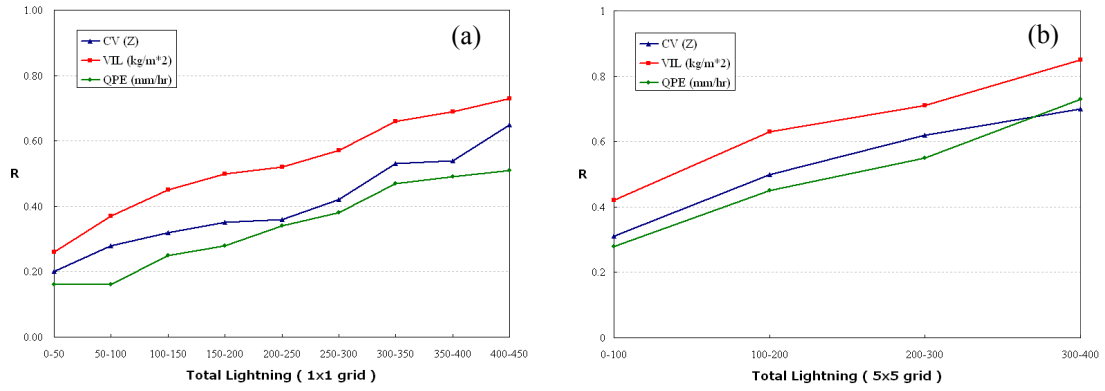 (a)
CV (Z)
VIL (kg/m*2)
QPE (mm/hr)
1.00
0.80
0.60
0.40
0.20
0.00
R
0-50 50-100 100-150 150-200 200-250 250-300 300-350 350-400 400-450
Total Lightning ( 1x1 grid )
(b)
CV (Z)
VIL (kg/m*2)
QPE (mm/hr)
1
0.8
0.6
0.4
0.2
0
R
0-100 100-200 200-300 300-400
Total Lightning ( 5x5 grid )